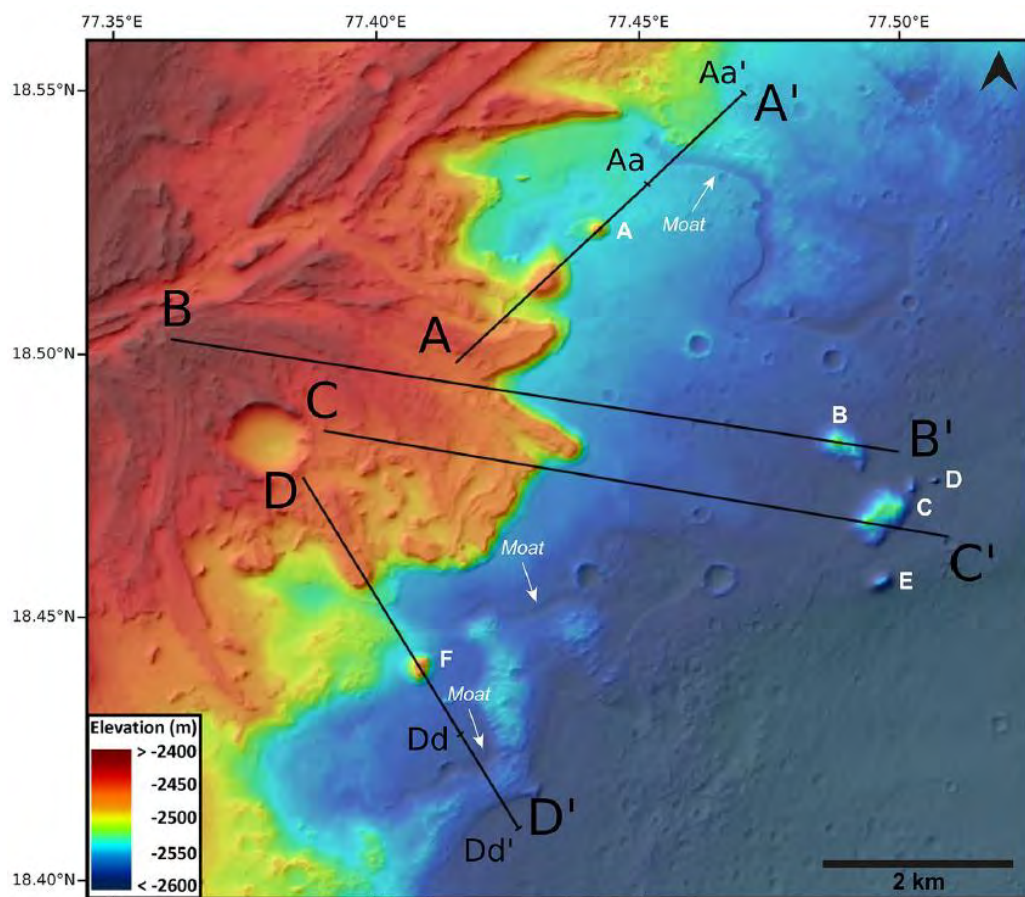 77.35°E 77.40°E 77.45°E 77.50°E
18.55°N
18.50°N
18.45°N
18.40°N
Aa'
A'
Aa
Moat
A
B
A
C
B
B'
D
D
C
C'
Moat
E
F
Moat
Dd
D'
Dd'
Elevation (m)
> -2400
-2450
-2500
-2550
< -2600
2 km